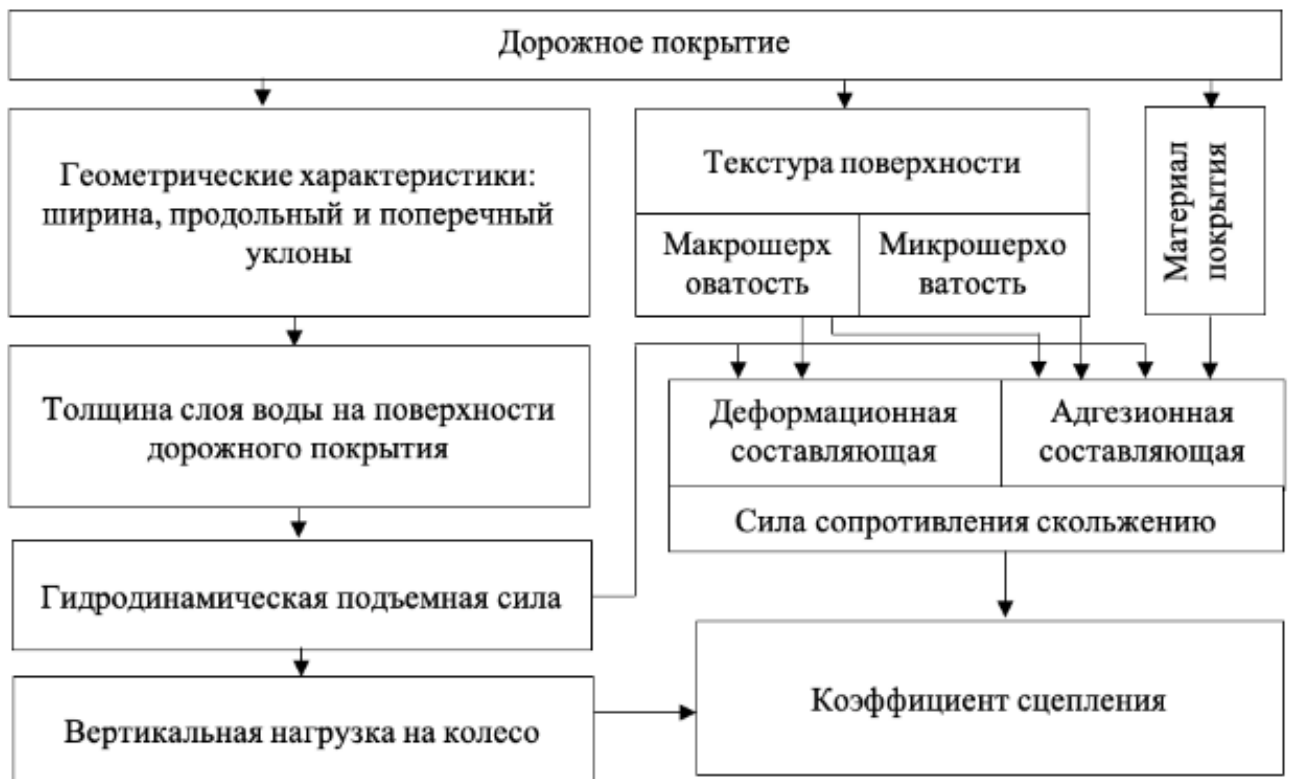 Дорожное покрытие
Геометрические характеристики:
ширина, продольный и поперечный
уклоны
Текстура поверхности
Макрошерх
оватость
Микрошерхо
ватость
Материал
покрытия
Толщина слоя воды на поверхности
дорожного покрытия
Деформационная
составляющая
Адгезионная
составляющая
Сила сопротивления скольжению
Гидродинамическая подъемная сила
Вертикальная нагрузка на колесо
Коэффициент сцепления